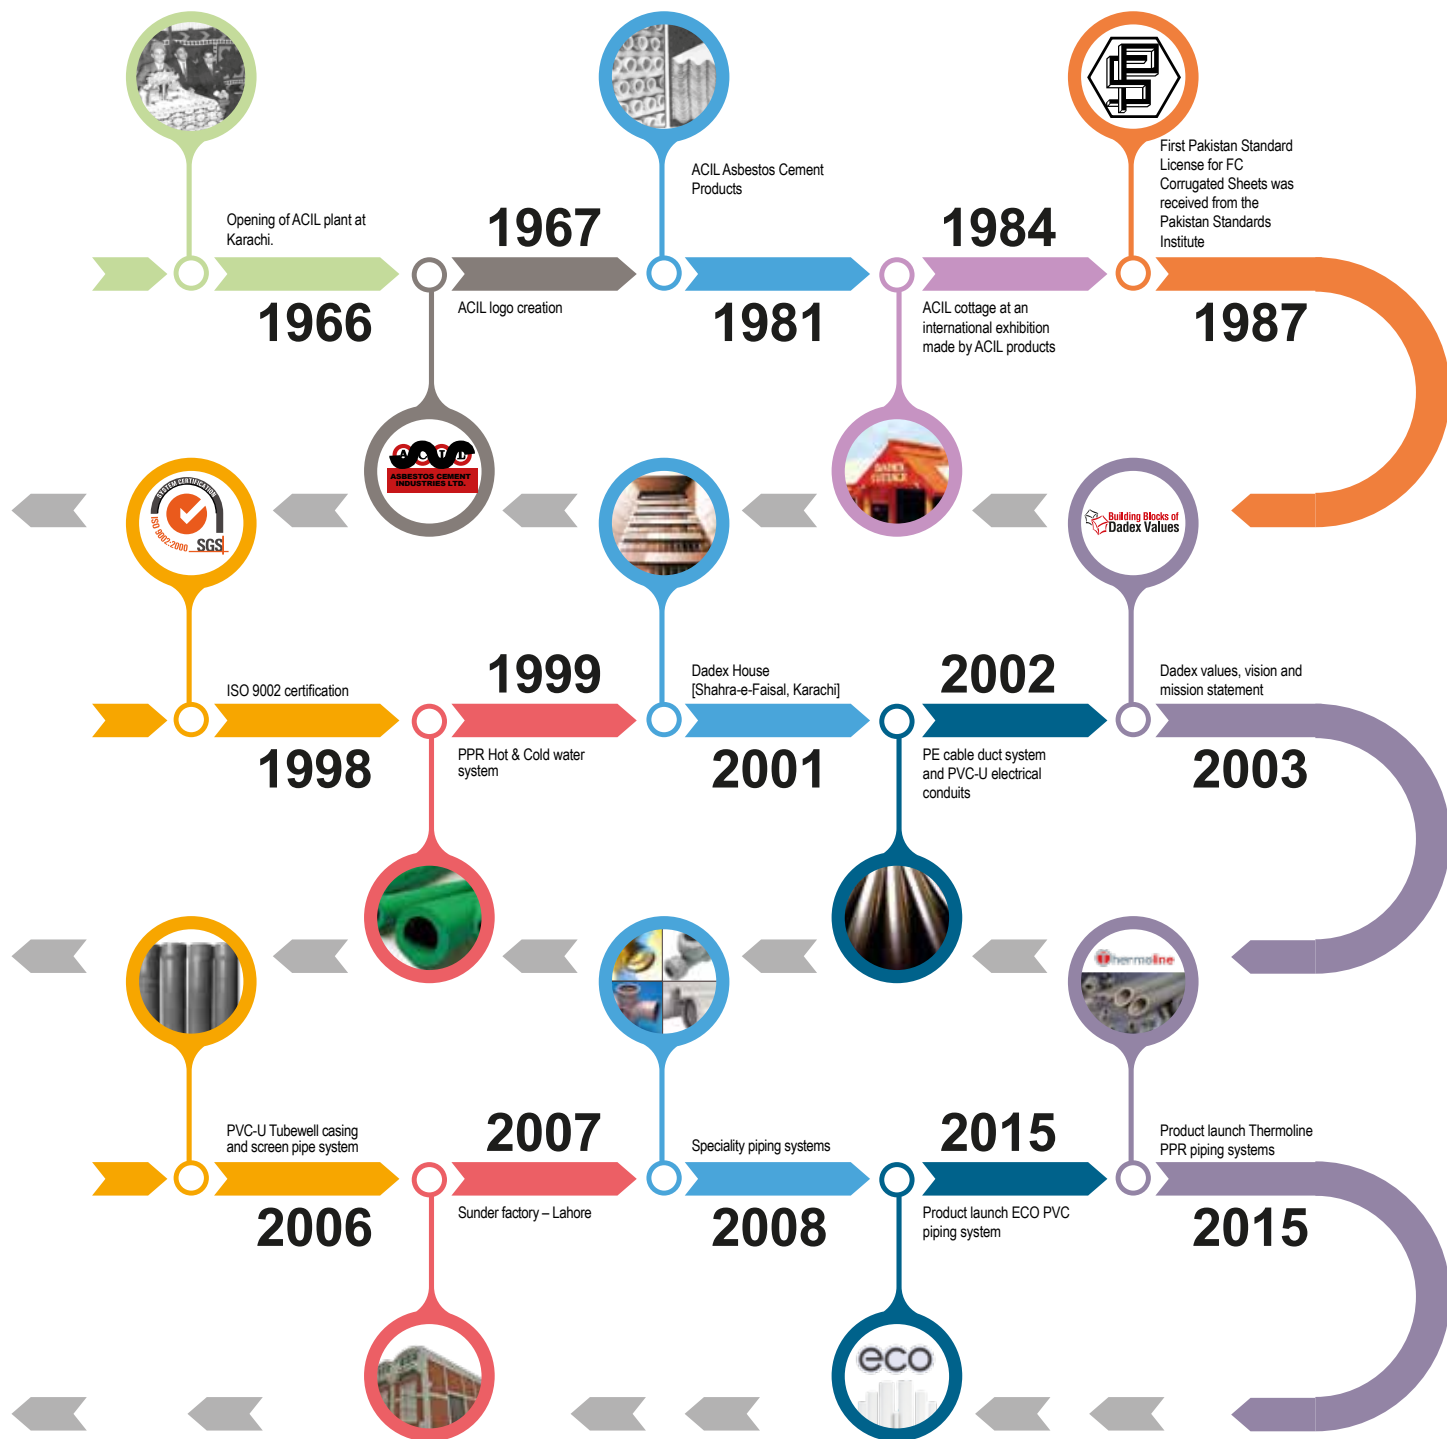 Opening of ACIL plant at
Karachi.
1966
1967
ACIL logo creation
ACIL
ASBESTOS CEMENT
INDUSTRIES LTD.
ACIL Asbestos Cement
Products
1981
1984
ACIL cottage at an
international exhibition
made by ACIL products
DADEX
COTTAGE
First Pakistan Standard
License for FC
Corrugated Sheets was
received from the
Pakistan Standards
Institute
1987
SYSTEM CERTIFICATION
ISO 9002:2000
SGS
ISO 9002 certification
1998
1999
PPR Hot & Cold water
system
Dadex House
[Shahra-e-Faisal, Karachi]
2001
2002
PE cable duct system
and PVC-U electrical
conduits
Building Blocks of
Dadex Values
Dadex values, vision and
mission statement
2003
PVC-U Tubewell casing
and screen pipe system
2006
2007
Sunder factory – Lahore
Speciality piping systems
2008
2015
Product launch ECO PVC
piping system
eco
Thermoline
Product launch Thermoline
PPR piping systems
2015